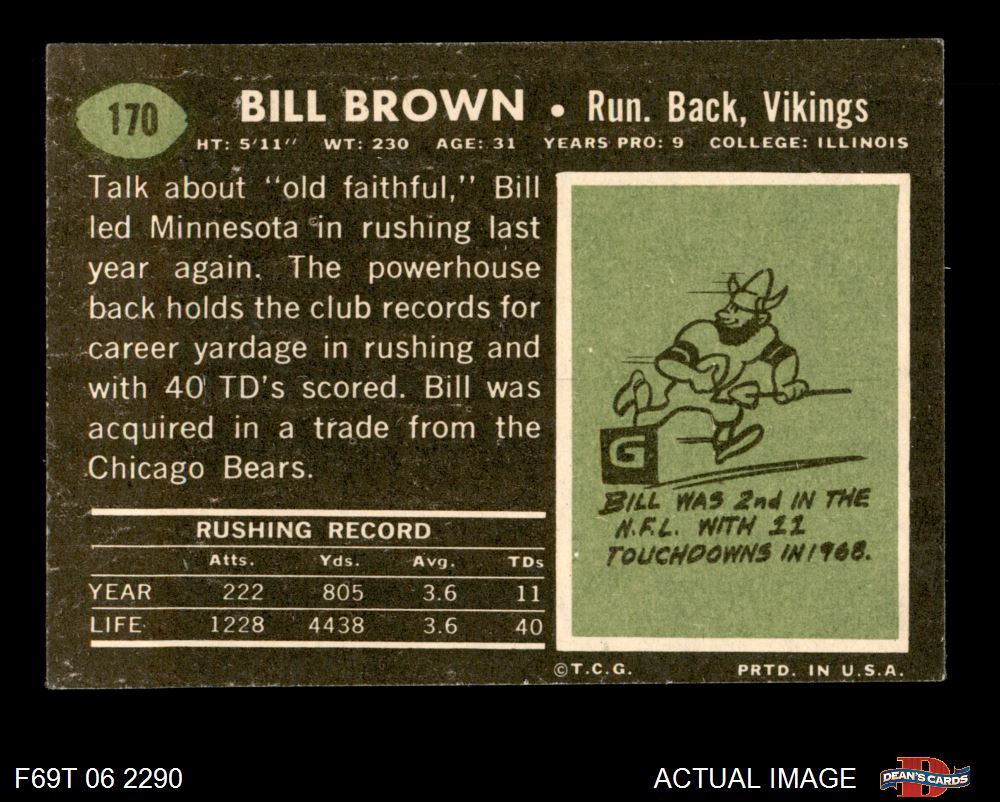 170
BILL BROWN • Run. Back, Vikings
HT: 5'11" WT: 230 AGE: 31 YEARS PRO: 9 COLLEGE: ILLINOIS
Talk about "old faithful," Bill
led Minnesota in rushing last
year again. The powerhouse
back holds the club records for
career yardage in rushing and
with 40 TD's scored. Bill was
acquired in a trade from the
Chicago Bears.
RUSHING RECORD
Atts. Yds. Avg. TDs
YEAR 222 805 3.6 11
LIFE 1228 4438 3.6 40
G
BILL WAS 2nd IN THE
N.F.L. WITH 11
TOUCHDOWNS IN 1968.
©T.C.G. PRTD. IN U.S.A.
F69T 06 2290
ACTUAL IMAGE
D
DEAN'S CARDS